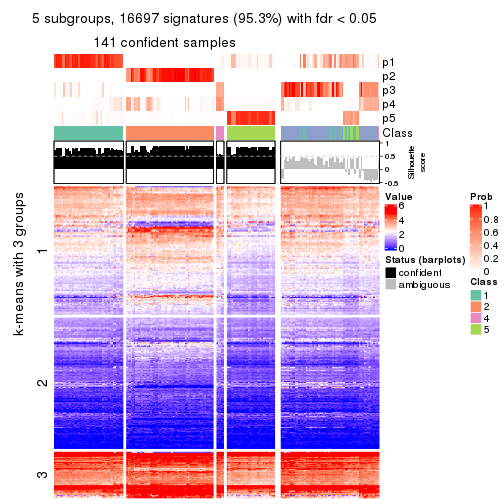 5 subgroups, 16697 signatures (95.3%) with fdr < 0.05
141 confident samples
p1
p2
p3
p4
p5
Class
1
0.5
0
-0.5
Silhouette
score
k-means with 3 groups
1
2
3
Value
6
4
2
0
Status (barplots)
confident
ambiguous
Prob
1
0.8
0.6
0.4
0.2
0
Class
1
2
4
5